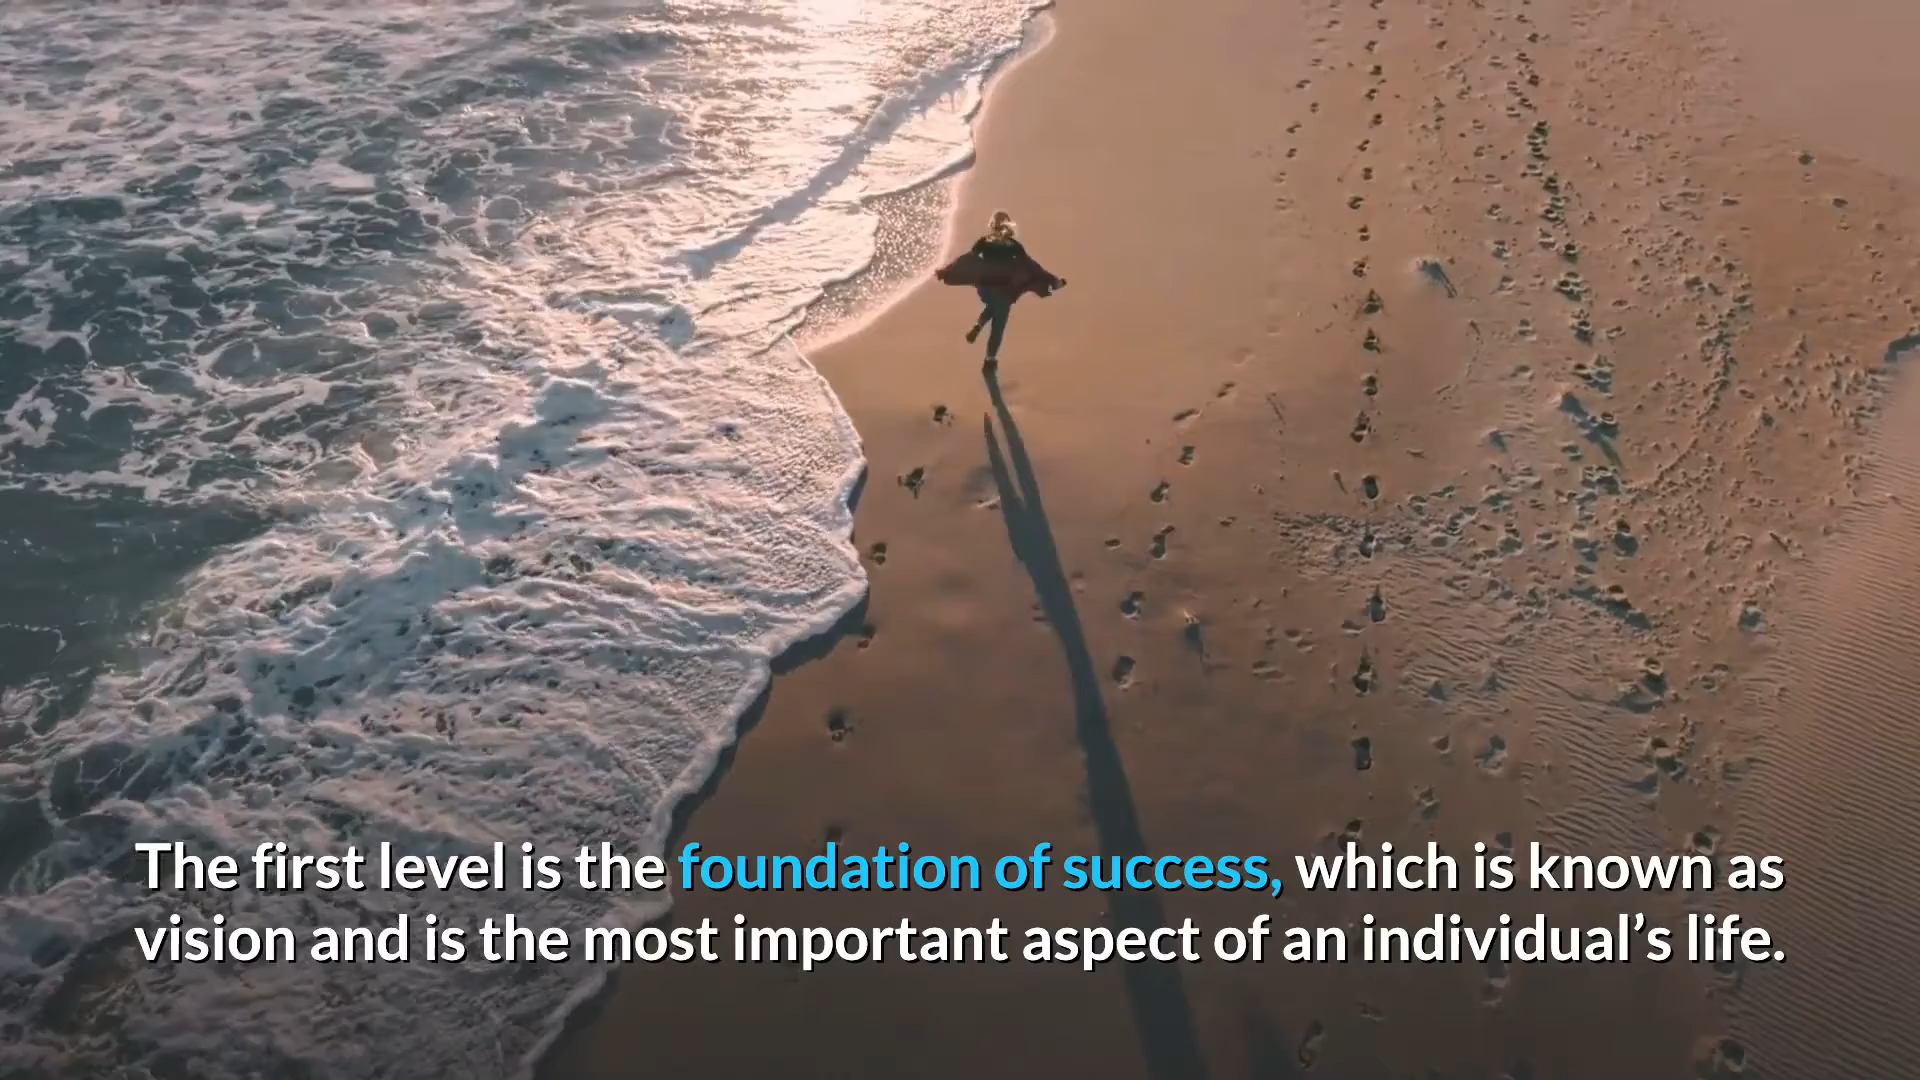 The first level is the foundation of success, which is known as
vision and is the most important aspect of an individual’s life.